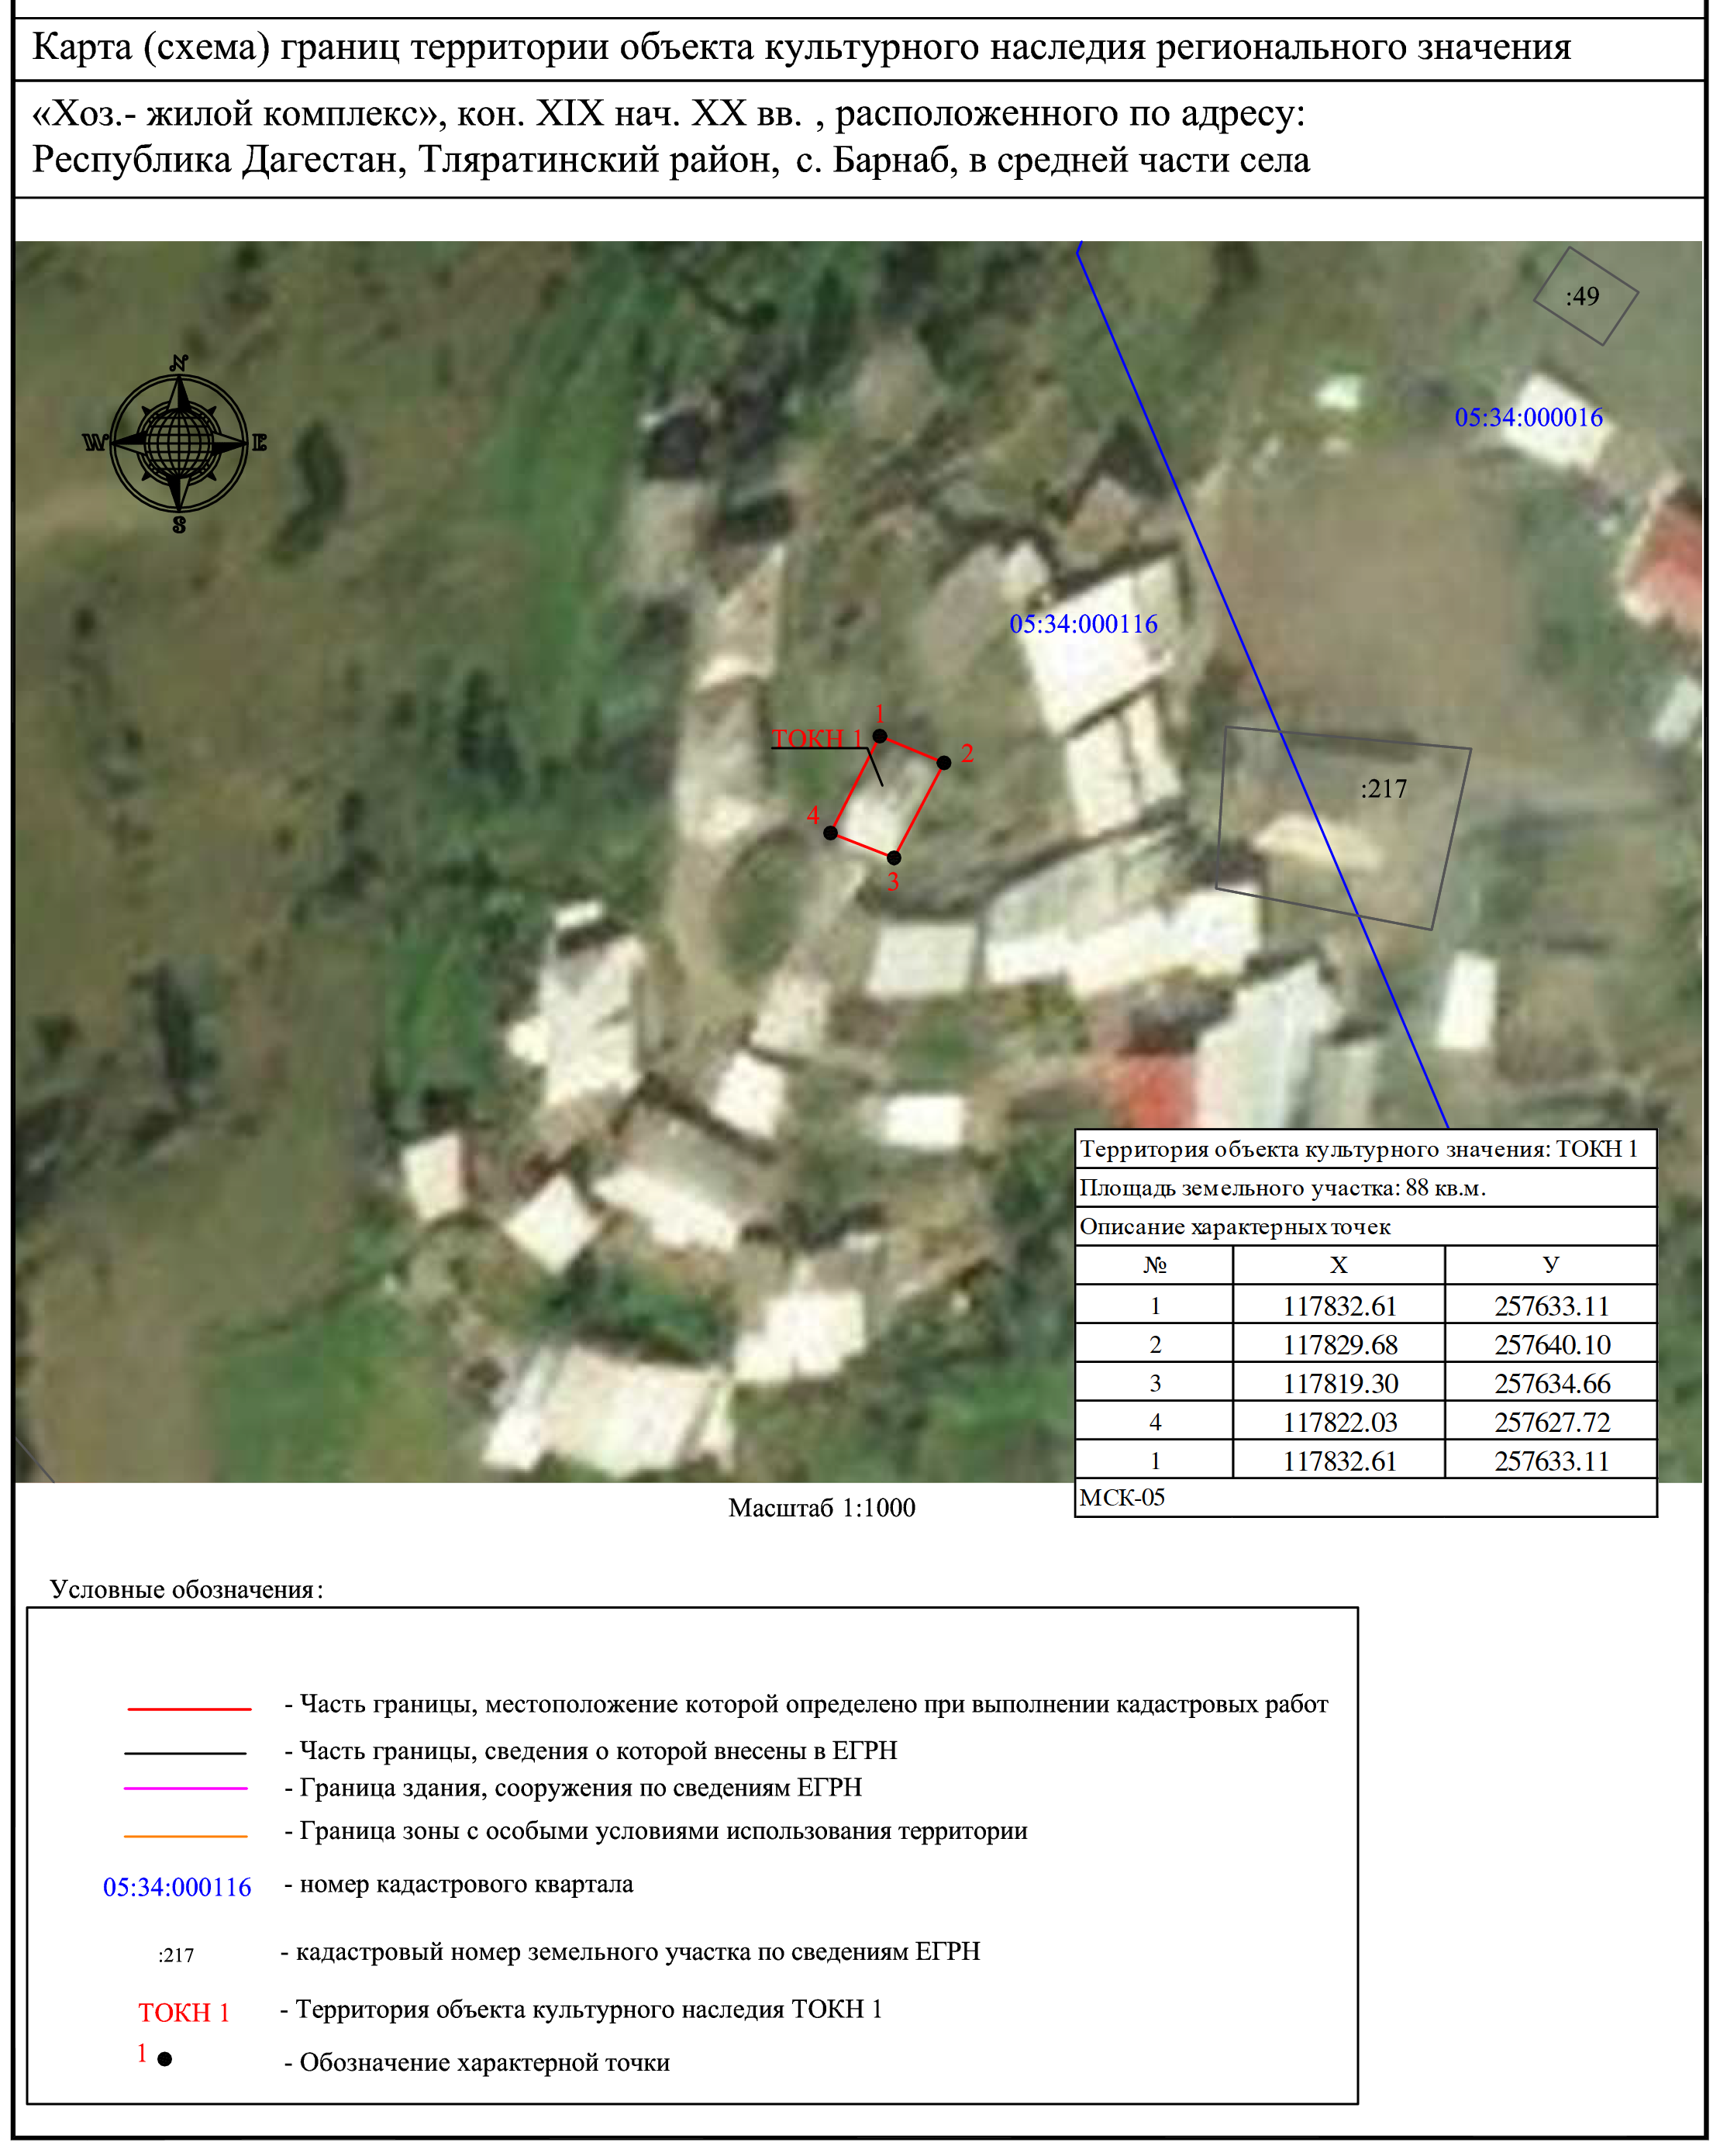 Карта (схема) границ территории объекта культурного наследия регионального значения
«Хоз.- жилой комплекс», кон. XIX нач. XX вв. , расположенного по адресу:
Республика Дагестан, Тляратинский район, с. Барнаб, в средней части села
:49
N
05:34:000016
W E
S
05:34:000116
1
ТОКН 1
2
:217
4
3
Территория объекта культурного значения: ТОКН 1
Площадь земельного участка: 88 кв.м.
Описание характерных точек
№ Х У
1 117832.61 257633.11
2 117829.68 257640.10
3 117819.30 257634.66
4 117822.03 257627.72
1 117832.61 257633.11
МСК-05
Масштаб 1:1000
Условные обозначения:
- Часть границы, местоположение которой определено при выполнении кадастровых работ
- Часть границы, сведения о которой внесены в ЕГРН
- Граница здания, сооружения по сведениям ЕГРН
- Граница зоны с особыми условиями использования территории
05:34:000116 - номер кадастрового квартала
:217 - кадастровый номер земельного участка по сведениям ЕГРН
ТОКН 1 - Территория объекта культурного наследия ТОКН 1
1 - Обозначение характерной точки